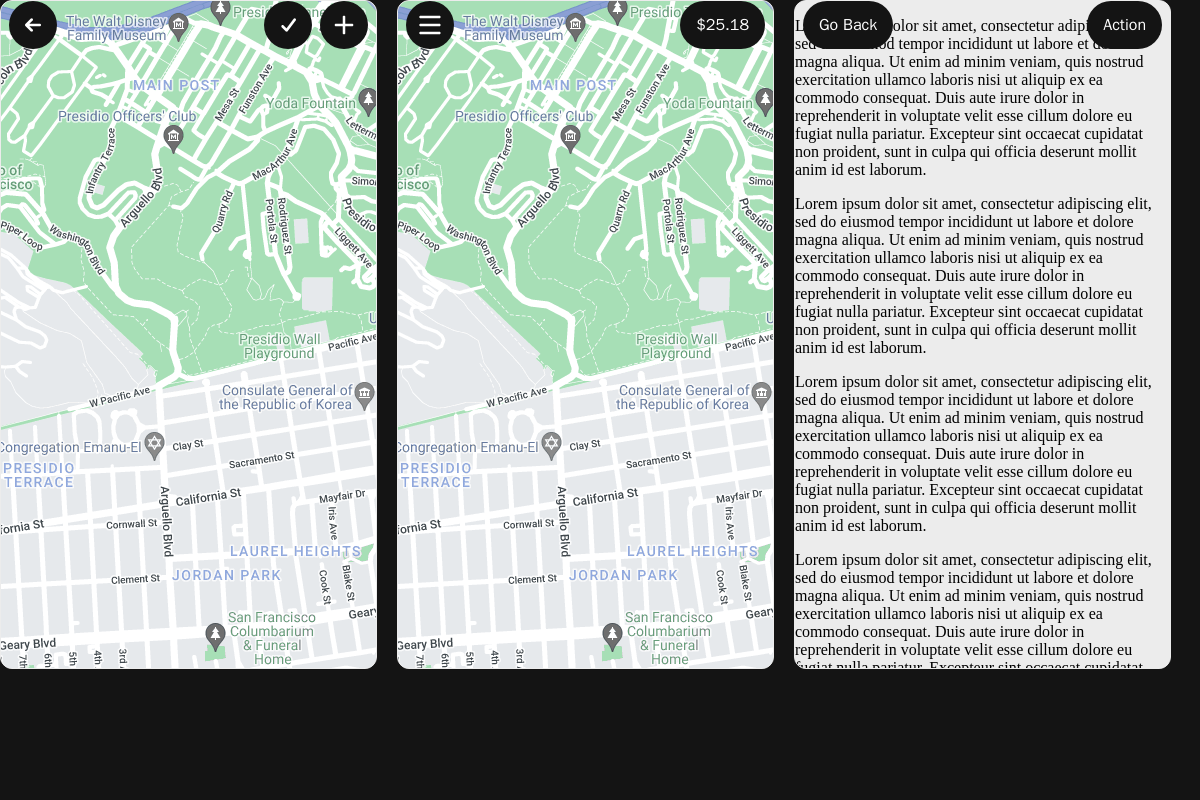 The Walt Disney
Family Museum
MAIN POST
Mesa St
Funston Ave
Yoda Fountain
Presidio Officers' Club
Infantry Terrace
Arguello Blvd
MacArthur Ave
Quarry Rd
Portola St
Rodriguez St
Liggett Ave
Piper Loop
Washington Blvd
Presidio Wall
Playground
Pacific Ave
W Pacific Ave
Consulate General of
the Republic of Korea
Congregation Emanu-El
Clay St
PRESIDIO
TERRACE
Sacramento St
California St
Mayfair Dr
Arguello Blvd
Iris Ave
Cornwall St
LAUREL HEIGHTS
Clement St
JORDAN PARK
Cook St
Blake St
Geary
San Francisco
Columbarium
& Funeral
Home
Geary Blvd
7th
5th
4th
3rd
$25.18
The Walt Disney
Family Museum
Presidio
MAIN POST
Mesa St
Funston Ave
Yoda Fountain
Presidio Officers' Club
Infantry Terrace
Arguello Blvd
MacArthur Ave
Quarry Rd
Portola St
Rodriguez St
Liggett Ave
Piper Loop
Washington Blvd
Presidio Wall
Playground
Pacific Ave
W Pacific Ave
Consulate General of
the Republic of Korea
Congregation Emanu-El
Clay St
PRESIDIO
TERRACE
Sacramento St
California St
Mayfair Dr
Arguello Blvd
Iris Ave
Cornwall St
LAUREL HEIGHTS
Clement St
JORDAN PARK
Cook St
Blake St
Geary
San Francisco
Columbarium
& Funeral
Home
Geary Blvd
7th
5th
4th
3rd
Go Back
Action
dolor sit amet, consectetur
sed tempor incididunt ut labore et
magna aliqua. Ut enim ad minim veniam, quis nostrud
exercitation ullamco laboris nisi ut aliquip ex ea
commodo consequat. Duis aute irure dolor in
reprehenderit in voluptate velit esse cillum dolore eu
fugiat nulla pariatur. Excepteur sint occaecat cupidatat
non proident, sunt in culpa qui officia deserunt mollit
anim id est laborum.
Lorem ipsum dolor sit amet, consectetur adipiscing elit,
sed do eiusmod tempor incididunt ut labore et dolore
magna aliqua. Ut enim ad minim veniam, quis nostrud
exercitation ullamco laboris nisi ut aliquip ex ea
commodo consequat. Duis aute irure dolor in
reprehenderit in voluptate velit esse cillum dolore eu
fugiat nulla pariatur. Excepteur sint occaecat cupidatat
non proident, sunt in culpa qui officia deserunt mollit
anim id est laborum.
Lorem ipsum dolor sit amet, consectetur adipiscing elit,
sed do eiusmod tempor incididunt ut labore et dolore
magna aliqua. Ut enim ad minim veniam, quis nostrud
exercitation ullamco laboris nisi ut aliquip ex ea
commodo consequat. Duis aute irure dolor in
reprehenderit in voluptate velit esse cillum dolore eu
fugiat nulla pariatur. Excepteur sint occaecat cupidatat
non proident, sunt in culpa qui officia deserunt mollit
anim id est laborum.
Lorem ipsum dolor sit amet, consectetur adipiscing elit,
sed do eiusmod tempor incididunt ut labore et dolore
magna aliqua. Ut enim ad minim veniam, quis nostrud
exercitation ullamco laboris nisi ut aliquip ex ea
commodo consequat. Duis aute irure dolor in
reprehenderit in voluptate velit esse cillum dolore eu
fugiat nulla pariatur. Excepteur sint occaecat cupidatat